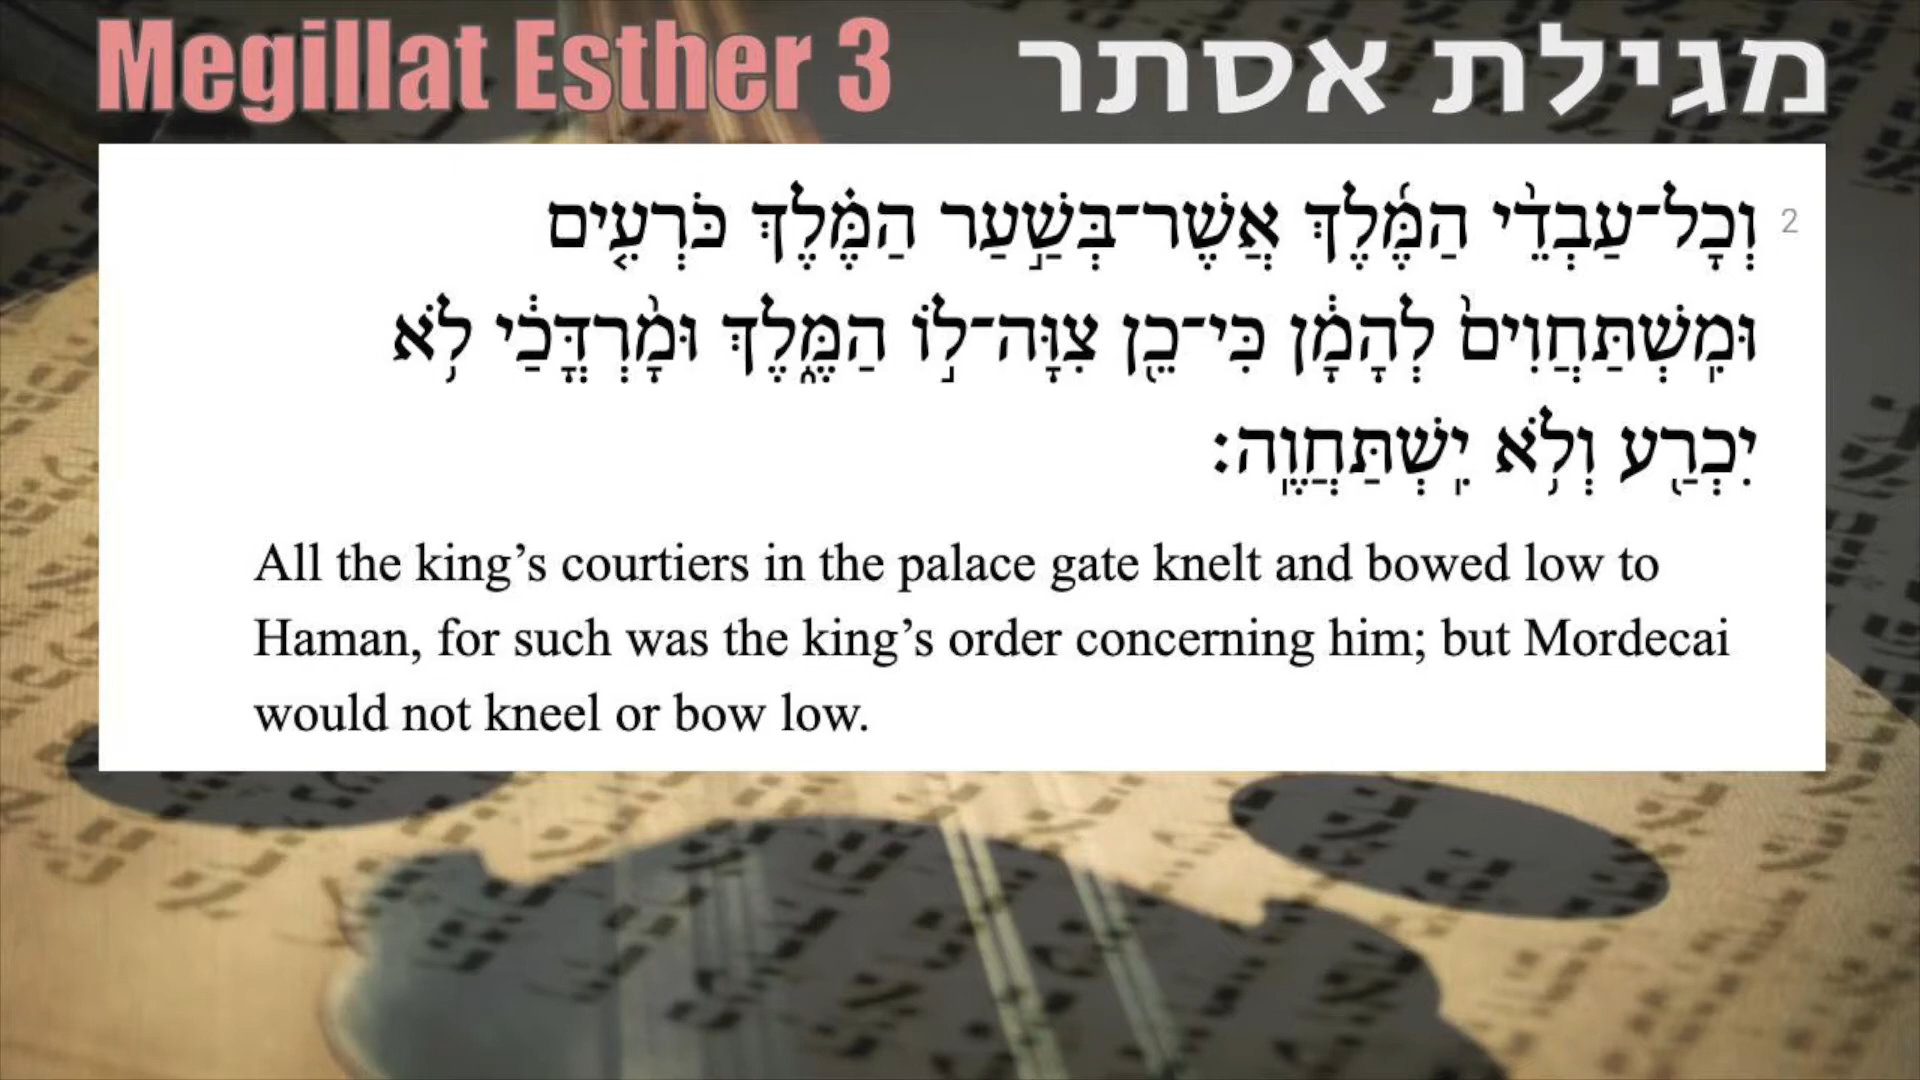 Megillat Esther 3 מגילת אסתר
2 וְכׇל־עַבְדֵ֨י הַמֶּ֜לֶךְ אֲשֶׁר־בְּשַׁ֣עַר הַמֶּ֗לֶךְ כֹּרְעִ֤ים
וּמִֽשְׁתַּחֲוִים֙ לְהָמָ֔ן כִּי־כֵ֖ן צִוָּה־ל֣וֹ הַמֶּ֑לֶךְ וּמָ֨רְדֳּכַ֔י לֹ֥א
יִכְרַ֖ע וְלֹ֥א יִֽשְׁתַּחֲוֶֽה׃
All the king’s courtiers in the palace gate knelt and bowed low to
Haman, for such was the king’s order concerning him; but Mordecai
would not kneel or bow low.